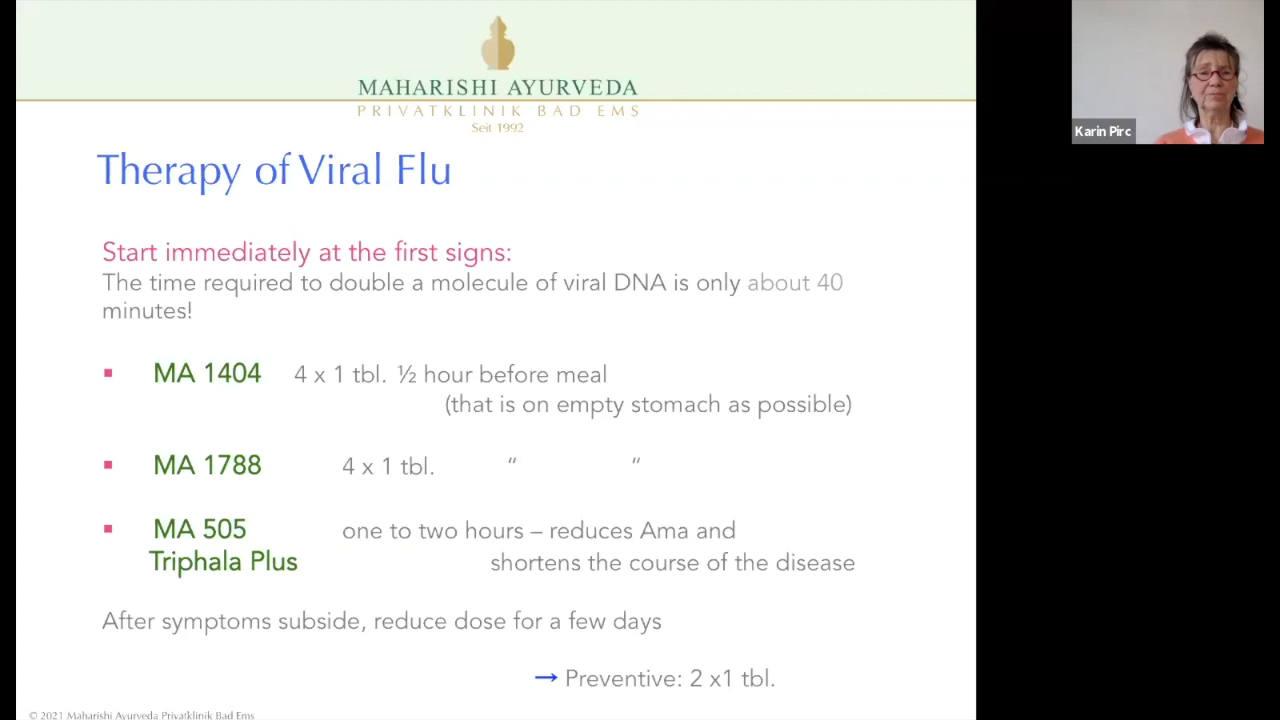 MAHARISHI AYURVEDA
PRIVATKLINIK BAD EMS
Seit 1992
Karin Pirc
Therapy of Viral Flu
Start immediately at the first signs:
The time required to double a molecule of viral DNA is only about 40
minutes!
▪ MA 1404 4 x 1 tbl. ½ hour before meal
(that is on empty stomach as possible)
▪ MA 1788 4 x 1 tbl. “ “
▪ MA 505 one to two hours – reduces Ama and
Triphala Plus shortens the course of the disease
After symptoms subside, reduce dose for a few days
→ Preventive: 2 x1 tbl.
© 2021 Maharishi Ayurveda Privatklinik Bad Ems